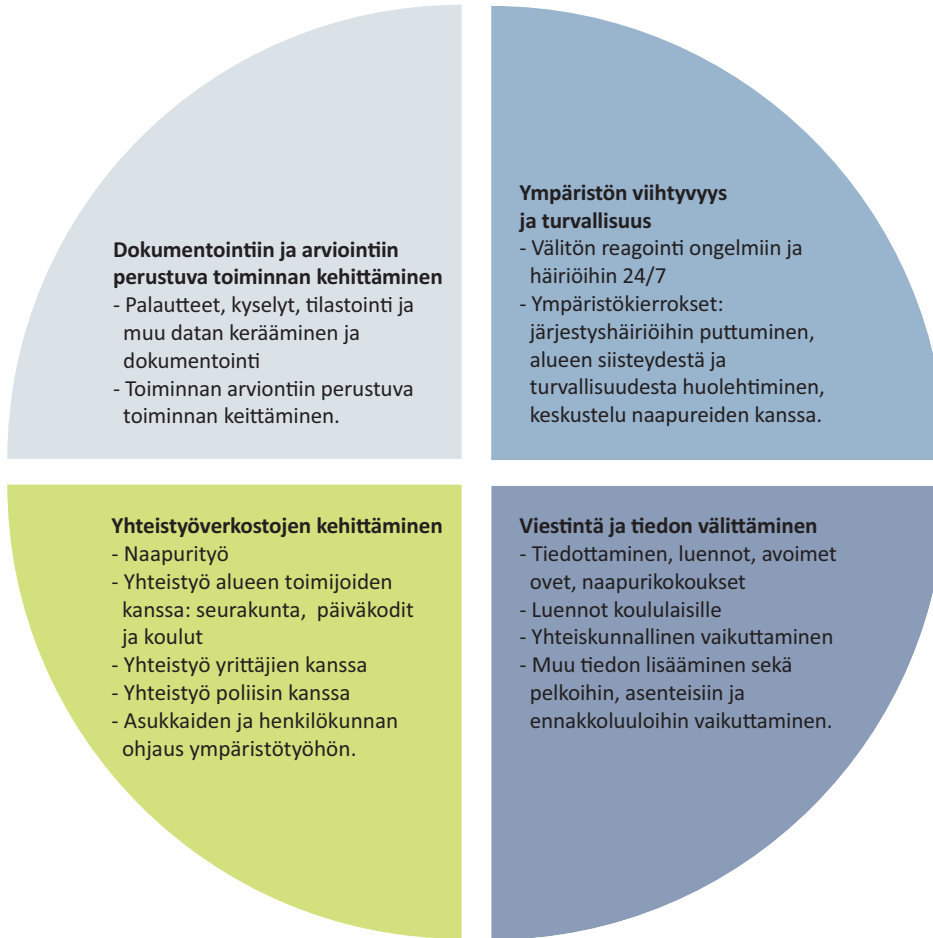 Dokumentointiin ja arviointiin
perustuva toiminnan kehittäminen
- Palautteet, kyselyt, tilastointi ja
muu datan kerääminen ja
dokumentointi
- Toiminnan arviontiin perustuva
toiminnan keittäminen.
Ympäristön viihtyvyys
ja turvallisuus
- Välitön reagointi ongelmiin ja
häiriöihin 24/7
- Ympäristökierrokset:
järjestyshäiriöihin puttuminen,
alueen siisteydestä ja
turvallisuudesta huolehtiminen,
keskustelu naapureiden kanssa.
Yhteistyöverkostojen kehittäminen
- Naapurityö
- Yhteistyö alueen toimijoiden
kanssa: seurakunta, päiväkodit
ja koulut
- Yhteistyö yrittäjien kanssa
- Yhteistyö poliisin kanssa
- Asukkaiden ja henkilökunnan
ohjaus ympäristötyöhön.
Viestintä ja tiedon välittäminen
- Tiedottaminen, luennot, avoimet
ovet, naapurikokoukset
- Luennot koululaisille
- Yhteiskunnallinen vaikuttaminen
- Muu tiedon lisääminen sekä
pelkoihin, asenteisiin ja
ennakkoluuloihin vaikuttaminen.